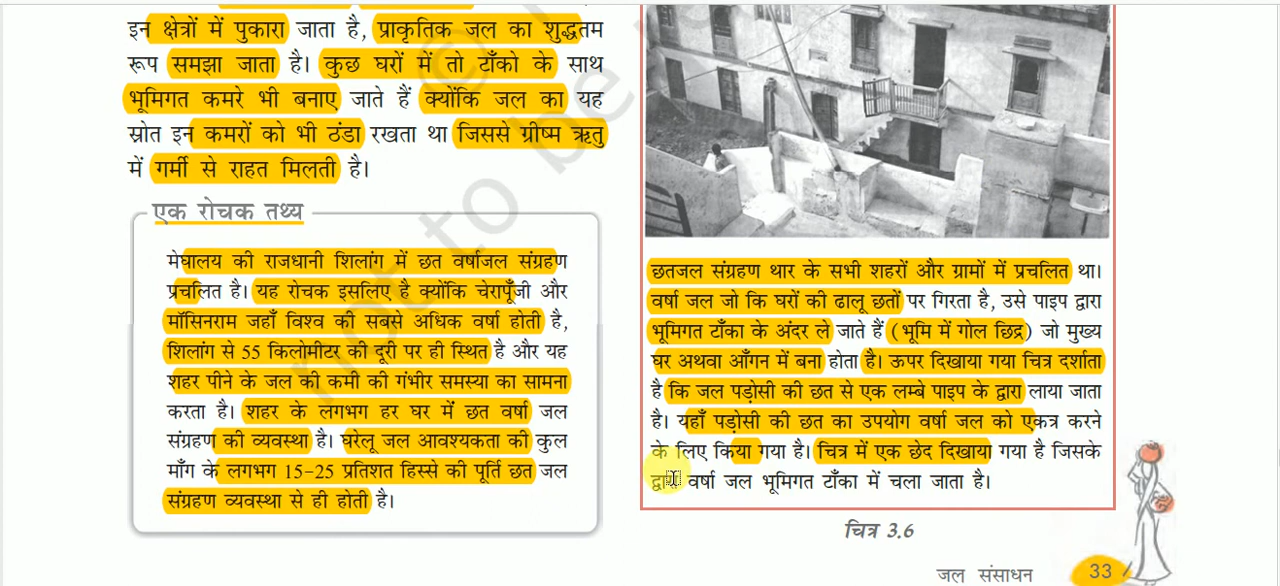 इन क्षेत्रों में पुकारा जाता है, प्राकृतिक जल का शुद्धतम
रूप समझा जाता है। कुछ घरों में तो टाँको के साथ
भूमिगत कमरे भी बनाए जाते हैं क्योंकि जल का यह
स्रोत इन कमरों को भी ठंडा रखता था जिससे ग्रीष्म ऋतु
में गर्मी से राहत मिलती है।
एक रोचक तथ्य
मेघालय की राजधानी शिलांग में छत वर्षाजल संग्रहण
प्रचलित है। यह रोचक इसलिए है क्योंकि चेरापूँजी और
मॉसिनराम जहाँ विश्व की सबसे अधिक वर्षा होती है,
शिलांग से 55 किलोमीटर की दूरी पर ही स्थित है और यह
शहर पीने के जल की कमी की गंभीर समस्या का सामना
करता है। शहर के लगभग हर घर में छत वर्षा जल
संग्रहण की व्यवस्था है। घरेलू जल आवश्यकता की कुल
माँग के लगभग 15-25 प्रतिशत हिस्से की पूर्ति छत जल
संग्रहण व्यवस्था से ही होती है।
छतजल संग्रहण थार के सभी शहरों और ग्रामों में प्रचलित था।
वर्षा जल जो कि घरों की ढालू छतों पर गिरता है, उसे पाइप द्वारा
भूमिगत टाँका के अंदर ले जाते हैं (भूमि में गोल छिद्र) जो मुख्य
घर अथवा आँगन में बना होता है। ऊपर दिखाया गया चित्र दर्शाता
है कि जल पड़ोसी की छत से एक लम्बे पाइप के द्वारा लाया जाता
है। यहाँ पड़ोसी की छत का उपयोग वर्षा जल को एकत्र करने
के लिए किया गया है। चित्र में एक छेद दिखाया गया है जिसके
द्वारा वर्षा जल भूमिगत टाँका में चला जाता है।
चित्र 3.6
जल संसाधन 33
not to be